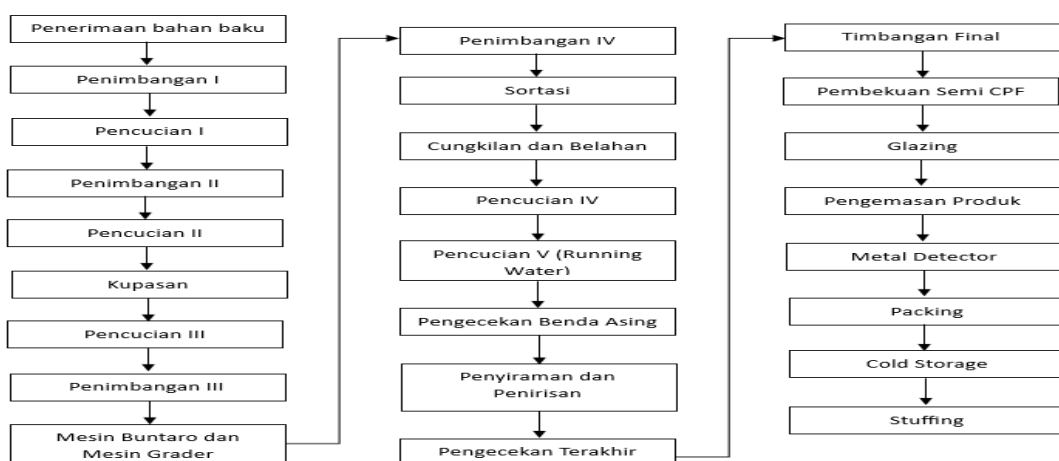 Penerimaan bahan baku
Penimbangan I
Pencucian I
Penimbangan II
Pencucian II
Kupasan
Pencucian III
Penimbangan III
Mesin Buntaro dan
Mesin Grader
Penimbangan IV
Sortasi
Cungkilan dan Belahan
Pencucian IV
Pencucian V (Running
Water)
Pengecekan Benda Asing
Penyiraman dan
Penirisan
Pengecekan Terakhir
Timbangan Final
Pembekuan Semi CPF
Glazing
Pengemasan Produk
Metal Detector
Packing
Cold Storage
Stuffing